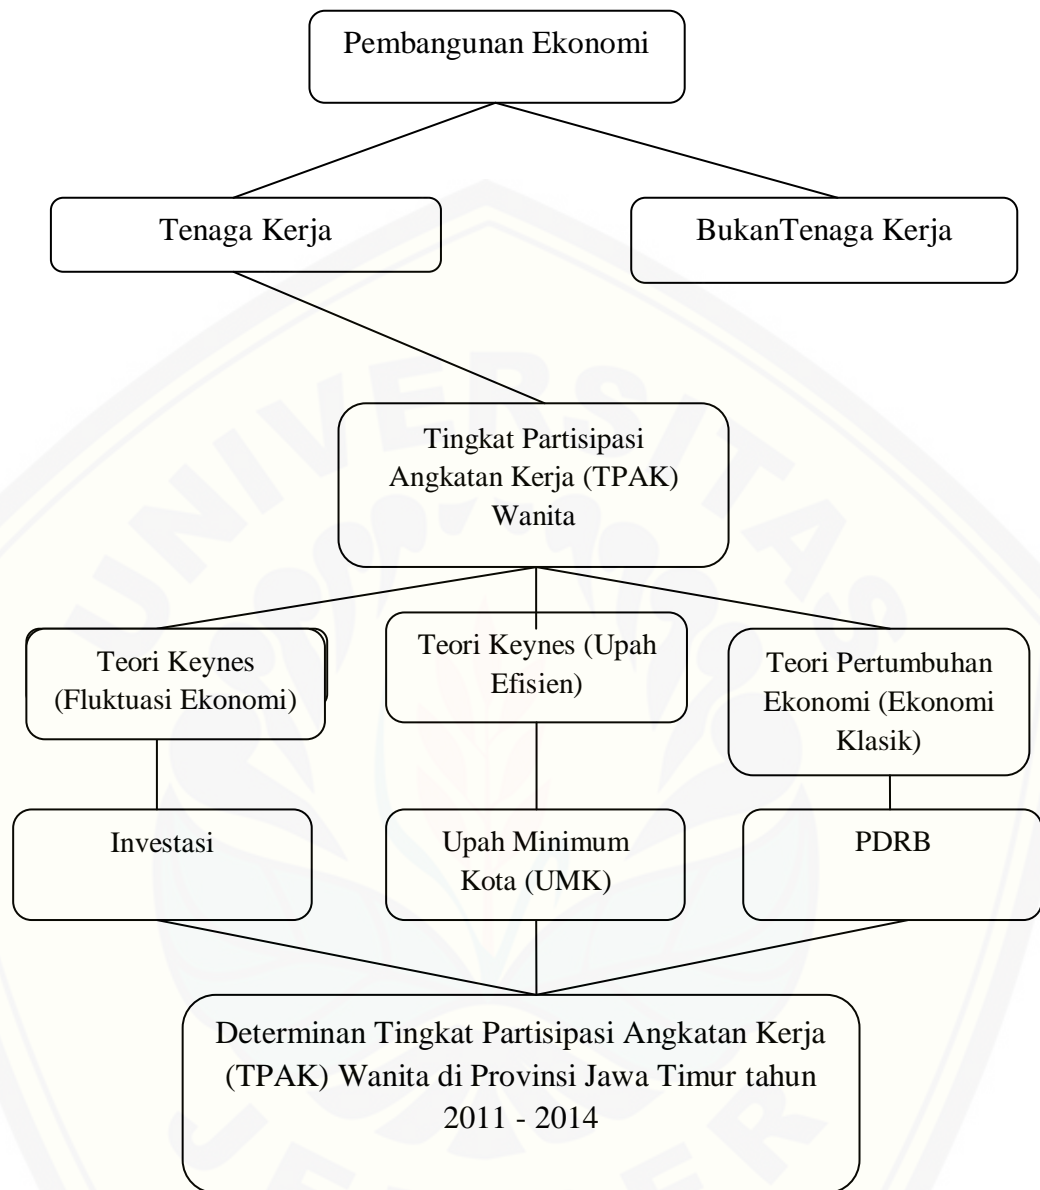 Pembangunan Ekonomi
Tenaga Kerja
BukanTenaga Kerja
Tingkat Partisipasi
Angkatan Kerja (TPAK)
Wanita
Teori Keynes
(Fluktuasi Ekonomi)
Teori Keynes (Upah
Efisien)
Teori Pertumbuhan
Ekonomi (Ekonomi
Klasik)
Investasi
Upah Minimum
Kota (UMK)
PDRB
Determinan Tingkat Partisipasi Angkatan Kerja
(TPAK) Wanita di Provinsi Jawa Timur tahun
2011 - 2014
UNIVERSITAS
JEMBER